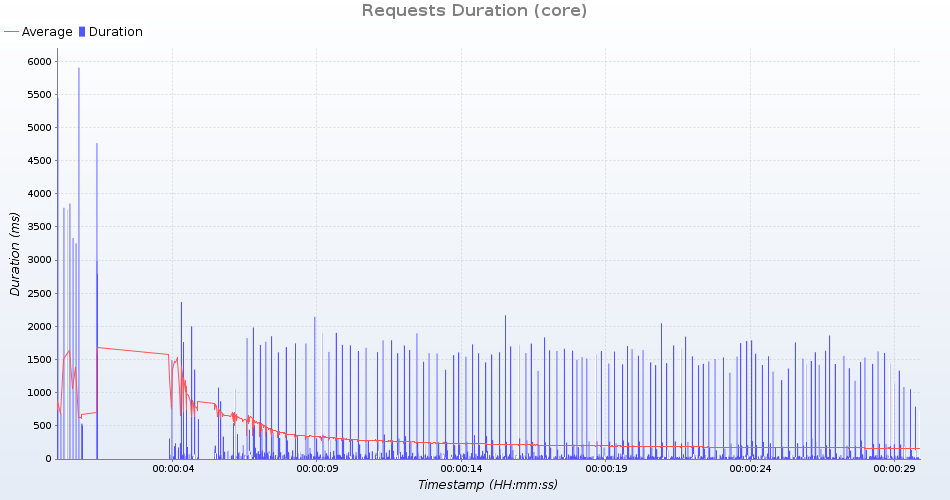 Requests Duration (core)
Average Duration
6000
5500
5000
4500
4000
3500
3000
2500
2000
1500
1000
500
0
Duration (ms)
00:00:04 00:00:09 00:00:14 00:00:19 00:00:24 00:00:29
Timestamp (HH:mm:ss)